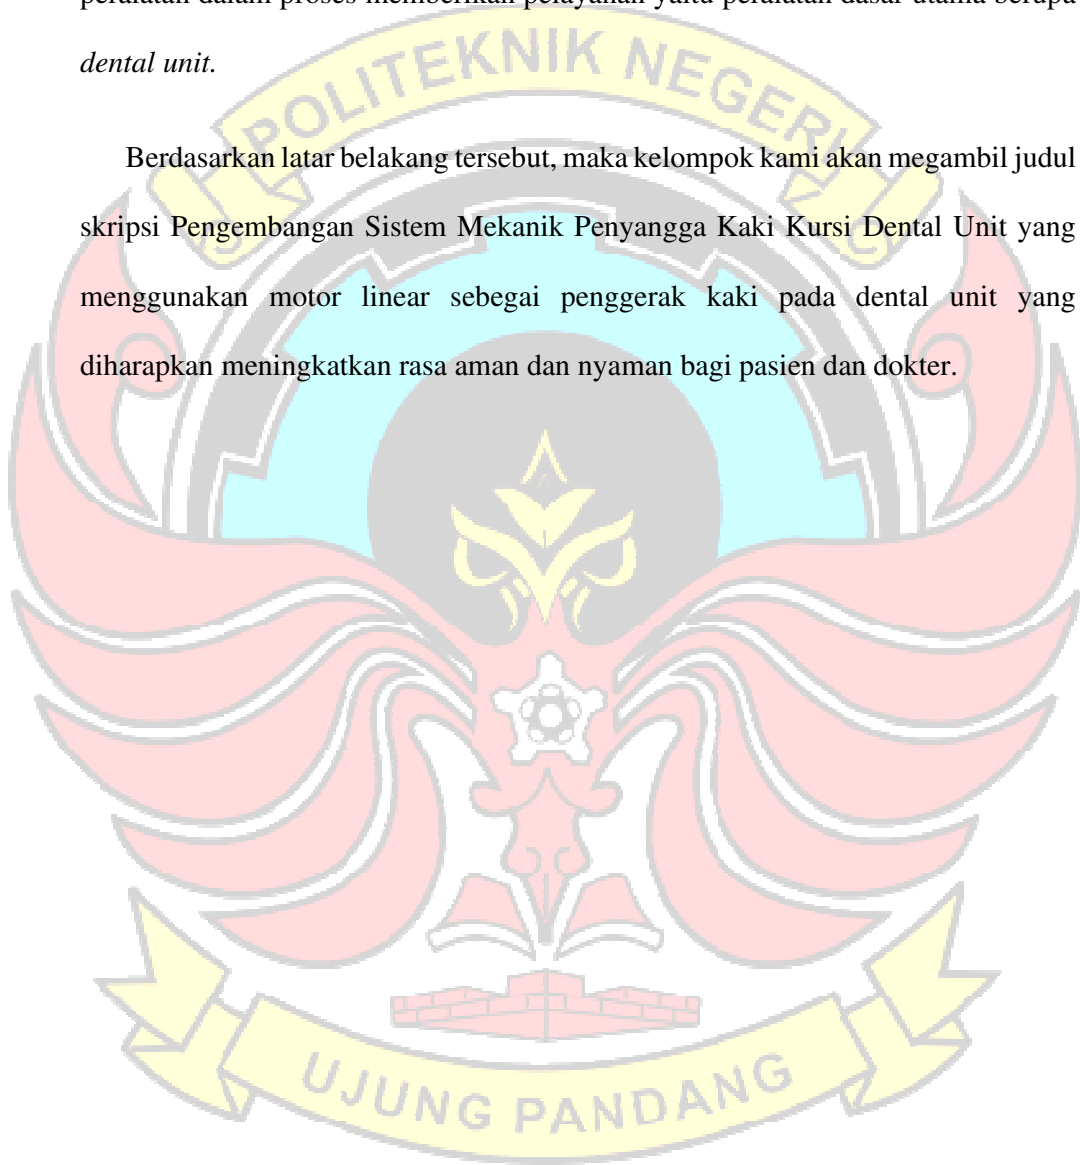 peralatan dalam proses memberikan pelayanan yaitu peralatan dasar utama berupa
dental unit.
POLITEKNIK NEGERI
Berdasarkan latar belakang tersebut, maka kelompok kami akan megambil judul
skripsi Pengembangan Sistem Mekanik Penyangga Kaki Kursi Dental Unit yang
menggunakan motor linear sebegai penggerak kaki pada dental unit yang
diharapkan meningkatkan rasa aman dan nyaman bagi pasien dan dokter.
UJUNG PANDANG